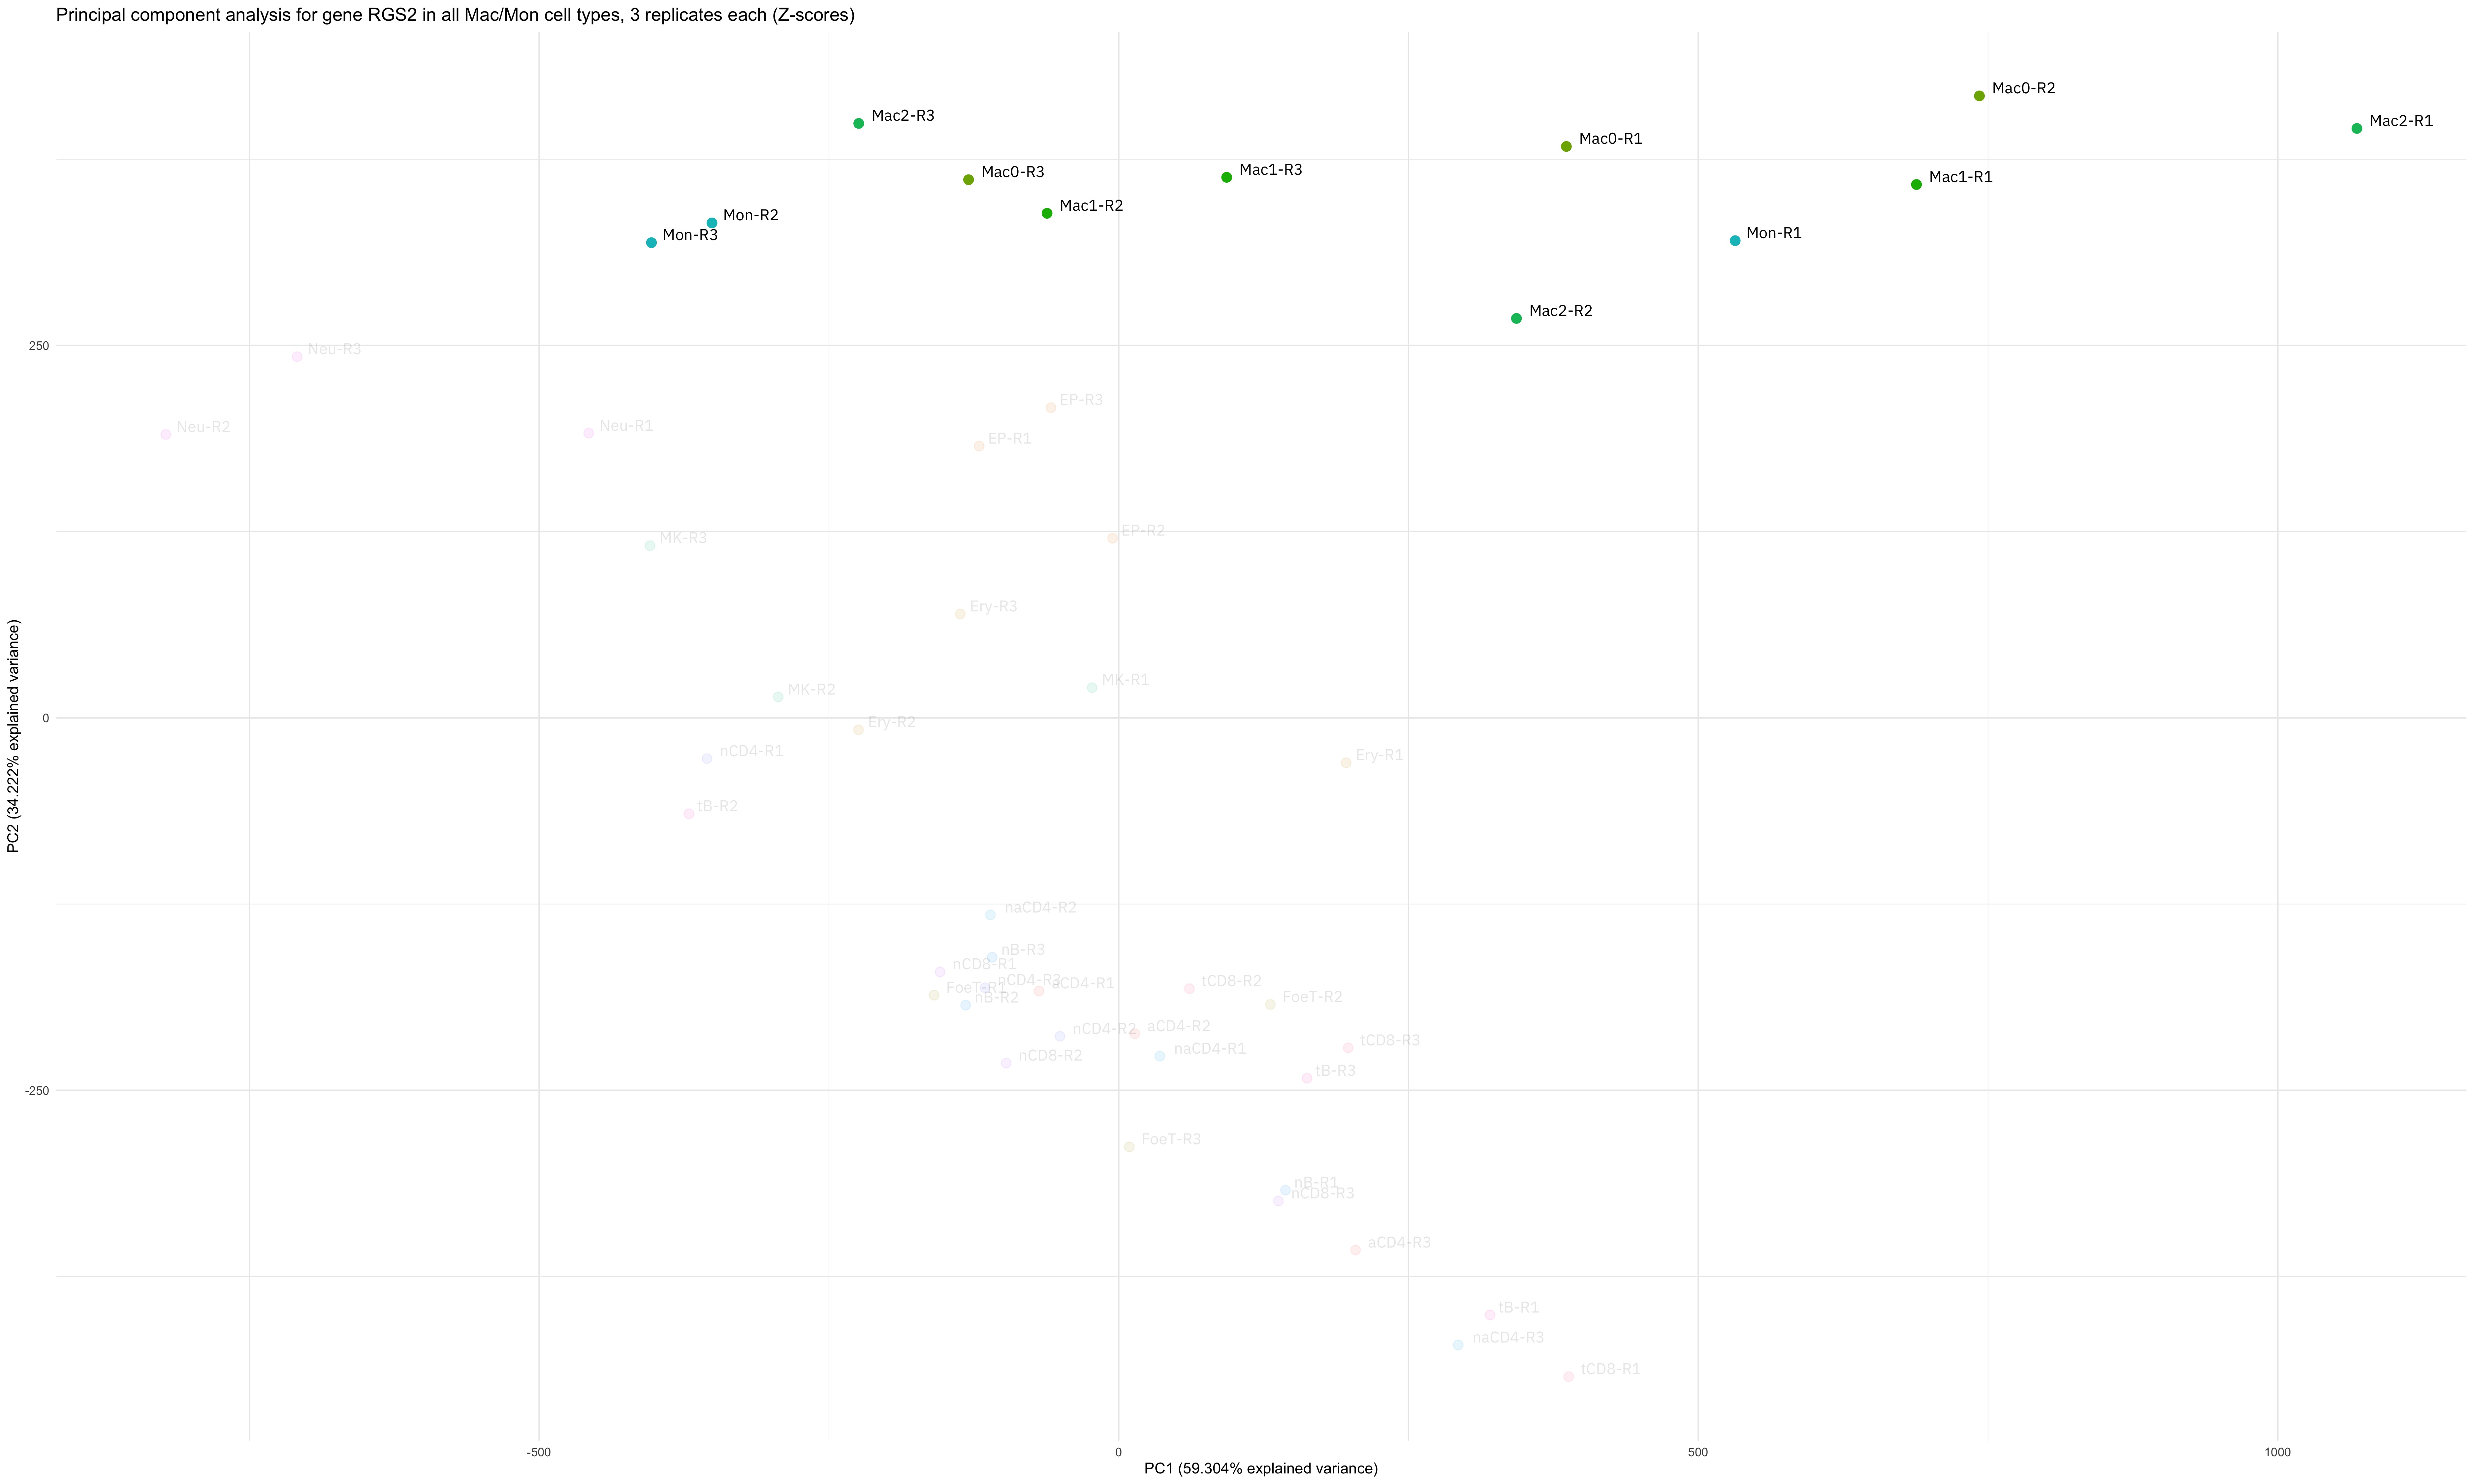 Principal component analysis for gene RGS2 in all Mac/Mon cell types, 3 replicates each (Z-scores)
Mac0-R2
Mac2-R3
Mac2-R1
Mac0-R1
Mac1-R3
Mac0-R3
Mac1-R1
Mac1-R2
Mon-R2
Mon-R3
Mon-R1
Mac2-R2
250
Neu-R3
EP-R3
Neu-R2
Neu-R1
EP-R1
EP-R2
MK-R3
Ery-R3
MK-R1
MK-R2
0
Ery-R2
nCD4-R1
Ery-R1
tB-R2
PC2 (34.222% explained variance)
naCD4-R2
nB-R3
nCD8-R1
nCD4-R3
aCD4-R1
tCD8-R2
FoeT-R1
nB-R2
FoeT-R2
nCD4-R2
aCD4-R2
tCD8-R3
naCD4-R1
nCD8-R2
tB-R3
-250
FoeT-R3
nB-R1
nCD8-R3
aCD4-R3
tB-R1
naCD4-R3
tCD8-R1
-500
0
500
1000
PC1 (59.304% explained variance)